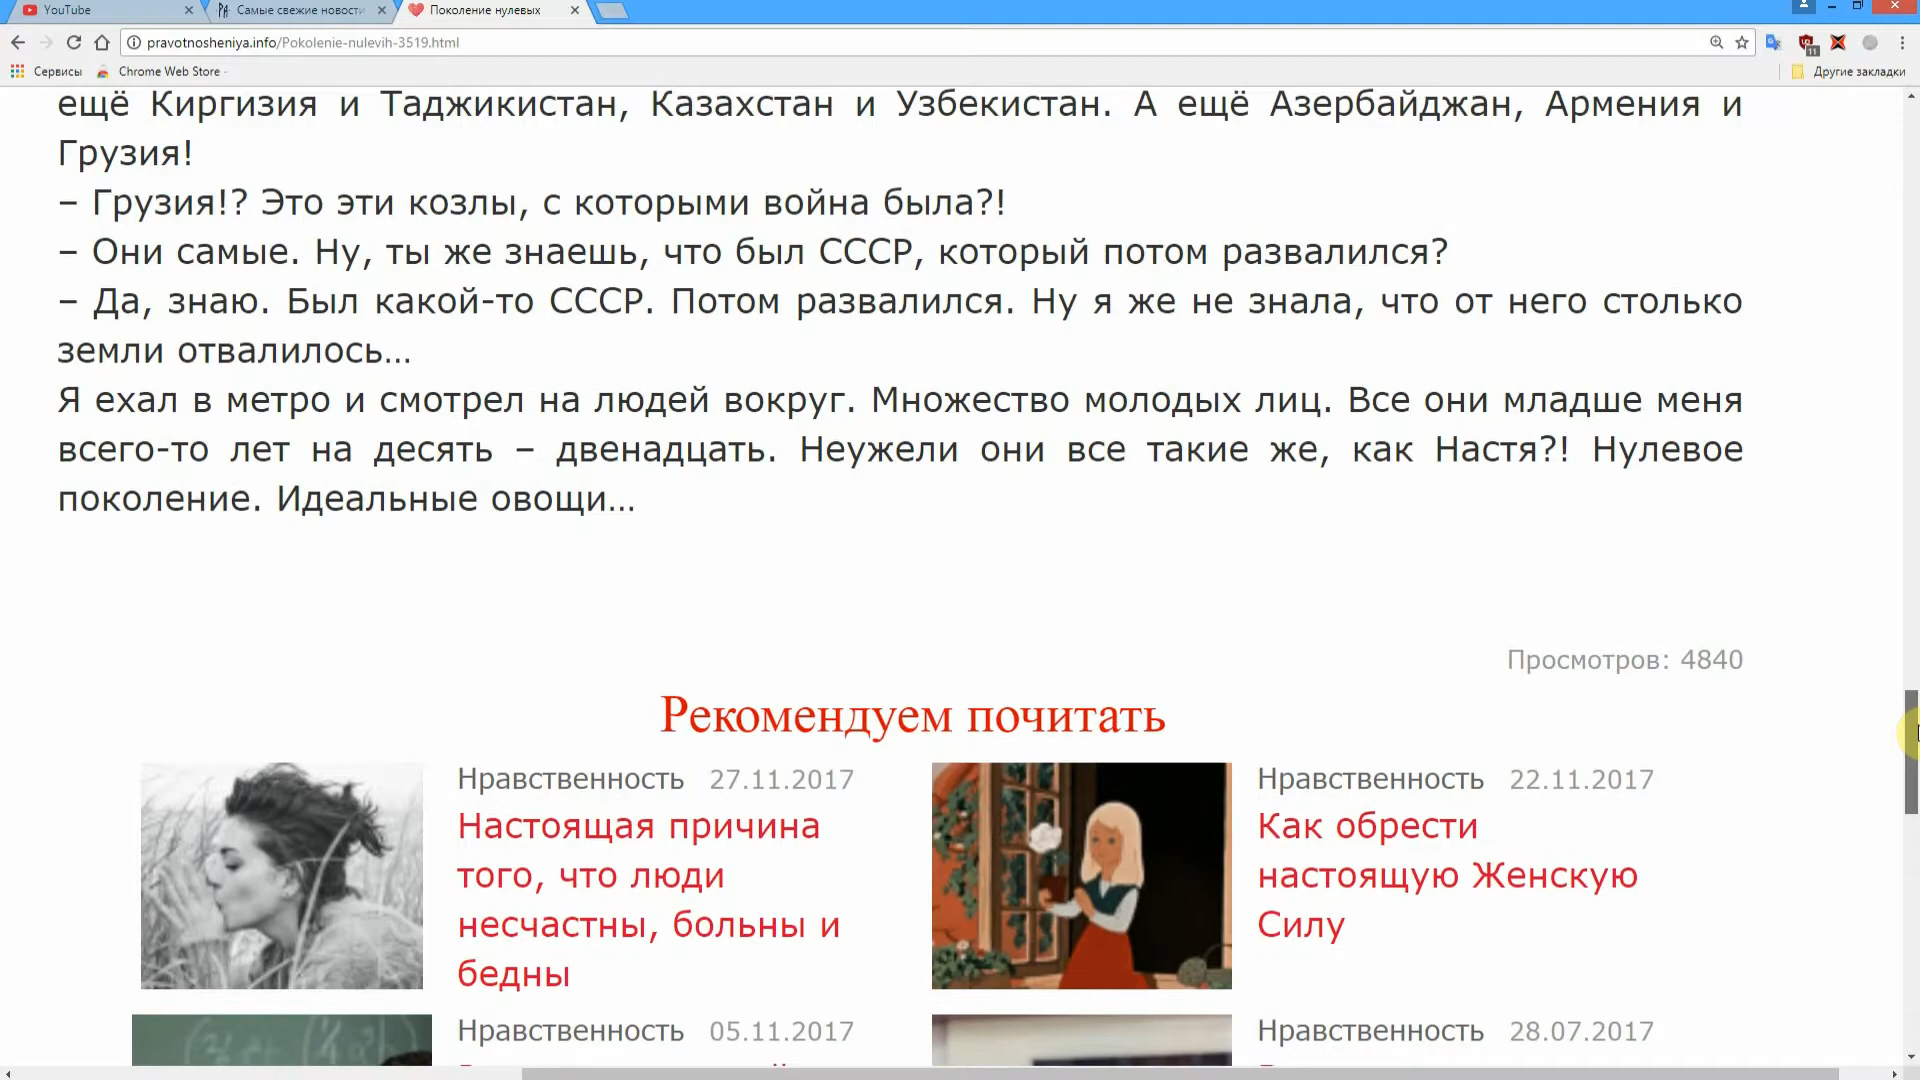 YouTube
Самые свежие новости
Поколение нулевых
pravotnosheniya.info/Pokolenie-nulevih-3519.html
11
Сервисы
Chrome Web Store -
Другие закладки
ещё Киргизия и Таджикистан, Казахстан и Узбекистан. А ещё Азербайджан, Армения и
Грузия!
– Грузия!? Это эти козлы, с которыми война была?!
– Они самые. Ну, ты же знаешь, что был СССР, который потом развалился?
– Да, знаю. Был какой-то СССР. Потом развалился. Ну я же не знала, что от него столько
земли отвалилось…
Я ехал в метро и смотрел на людей вокруг. Множество молодых лиц. Все они младше меня
всего-то лет на десять – двенадцать. Неужели они все такие же, как Настя?! Нулевое
поколение. Идеальные овощи…
Просмотров: 4840
Рекомендуем почитать
Нравственность 27.11.2017
Настоящая причина
того, что люди
несчастны, больны и
бедны
Нравственность 22.11.2017
Как обрести
настоящую Женскую
Силу
Нравственность 05.11.2017
Нравственность 28.07.2017